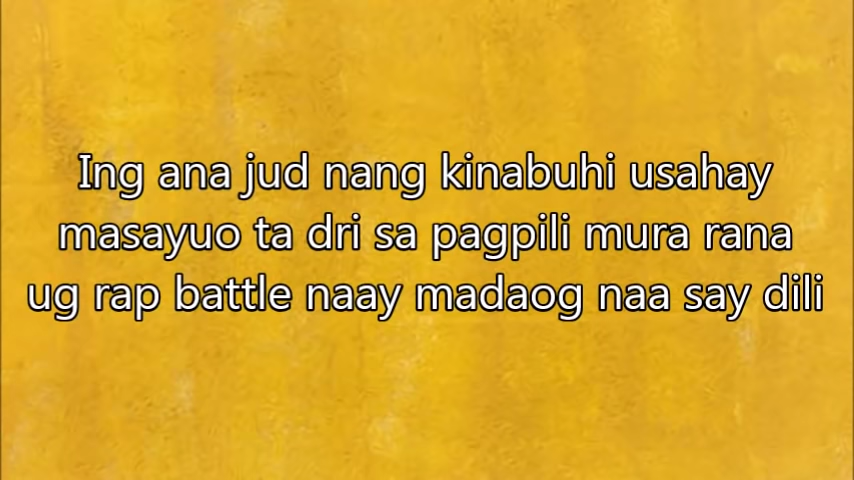 Ing ana jud nang kinabuhi usahay
masayuo ta dri sa pagpili mura rana
ug rap battle naay madaog naa say dili